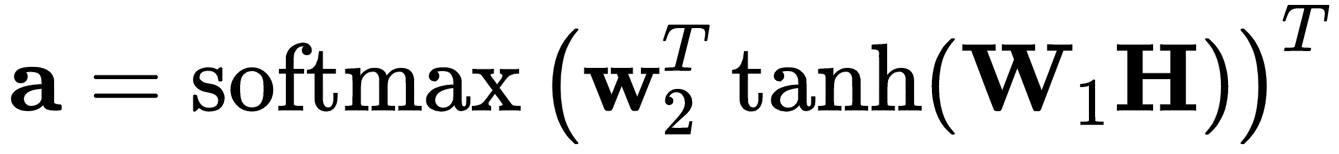 𝐚 = softmax (𝐰₂ᵀ tanh(𝐖₁𝐇))ᵀ